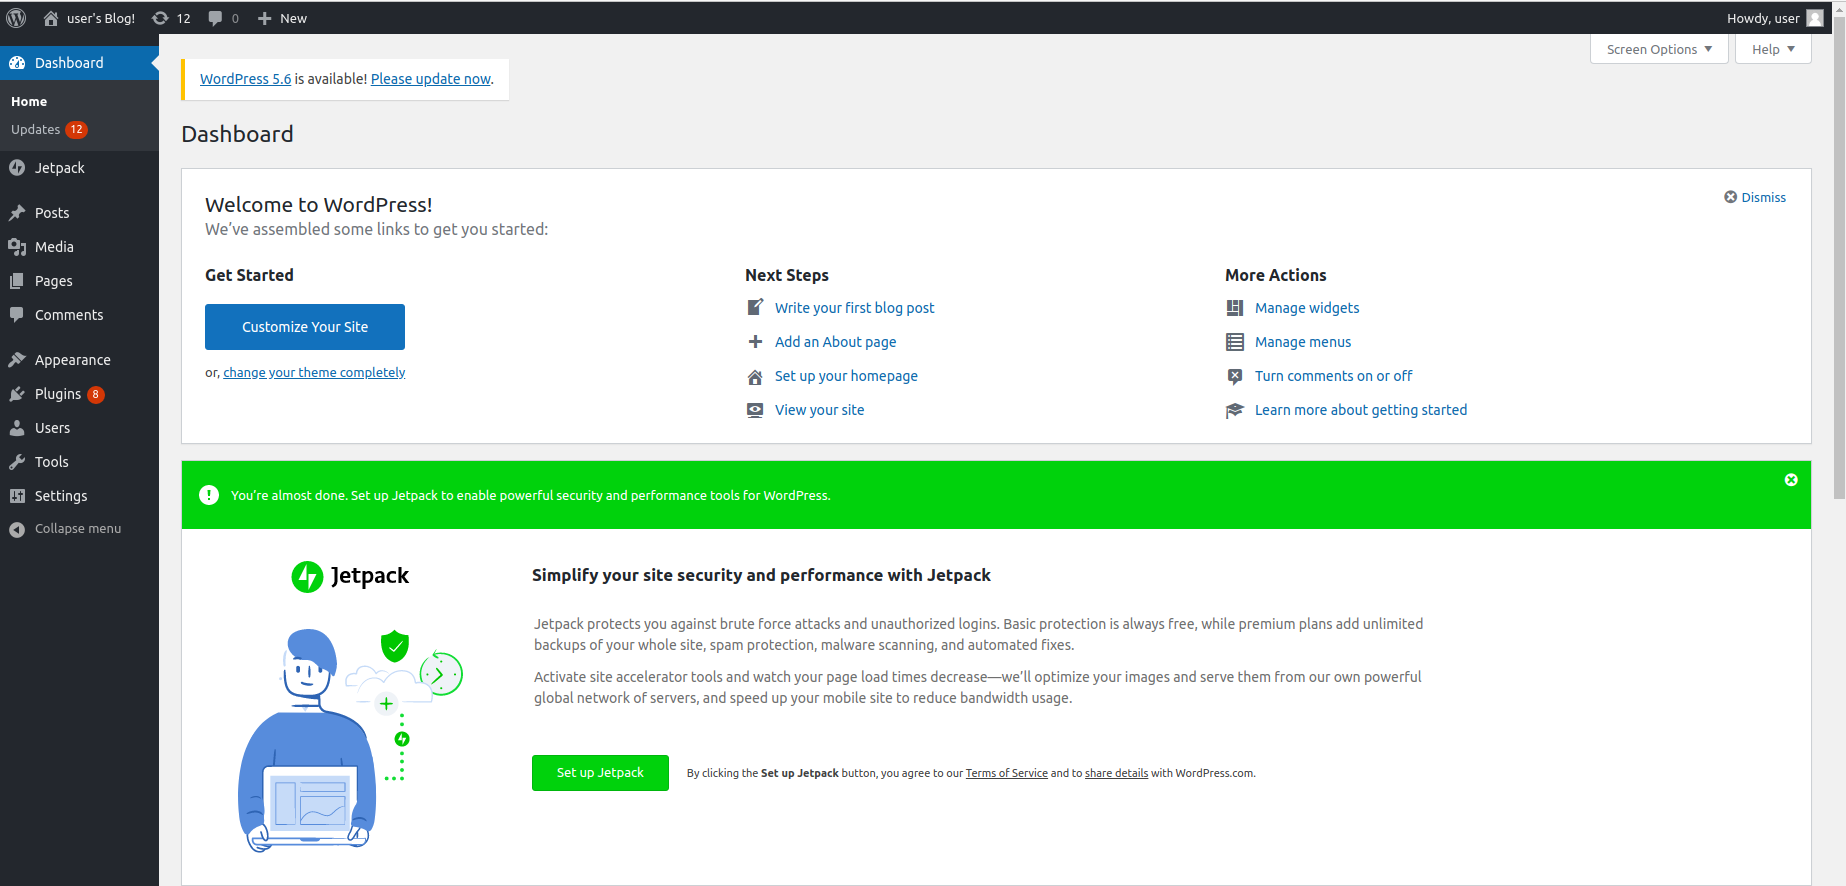 user's Blog!
12
0
New
Howdy, user
Dashboard
Home
Updates 12
Jetpack
Posts
Media
Pages
Comments
Appearance
Plugins 8
Users
Tools
Settings
Collapse menu
Screen Options
Help
WordPress 5.6 is available! Please update now.
Dashboard
Welcome to WordPress!
We've assembled some links to get you started:
Dismiss
Get Started
Customize Your Site
or, change your theme completely
Next Steps
Write your first blog post
Add an About page
Set up your homepage
View your site
More Actions
Manage widgets
Manage menus
Turn comments on or off
Learn more about getting started
You're almost done. Set up Jetpack to enable powerful security and performance tools for WordPress.
Jetpack
Simplify your site security and performance with Jetpack
Jetpack protects you against brute force attacks and unauthorized logins. Basic protection is always free, while premium plans add unlimited
backups of your whole site, spam protection, malware scanning, and automated fixes.
Activate site accelerator tools and watch your page load times decrease—we'll optimize your images and serve them from our own powerful
global network of servers, and speed up your mobile site to reduce bandwidth usage.
Set up Jetpack
By clicking the Set up Jetpack button, you agree to our Terms of Service and to share details with WordPress.com.